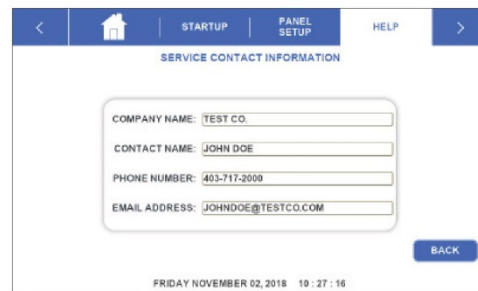 < STARTUP PANEL SETUP HELP >
SERVICE CONTACT INFORMATION
COMPANY NAME: TEST CO.
CONTACT NAME: JOHN DOE
PHONE NUMBER: 403-717-2000
EMAIL ADDRESS: JOHNDOE@TESTCO.COM
BACK
FRIDAY NOVEMBER 02, 2018 10 : 27 : 16